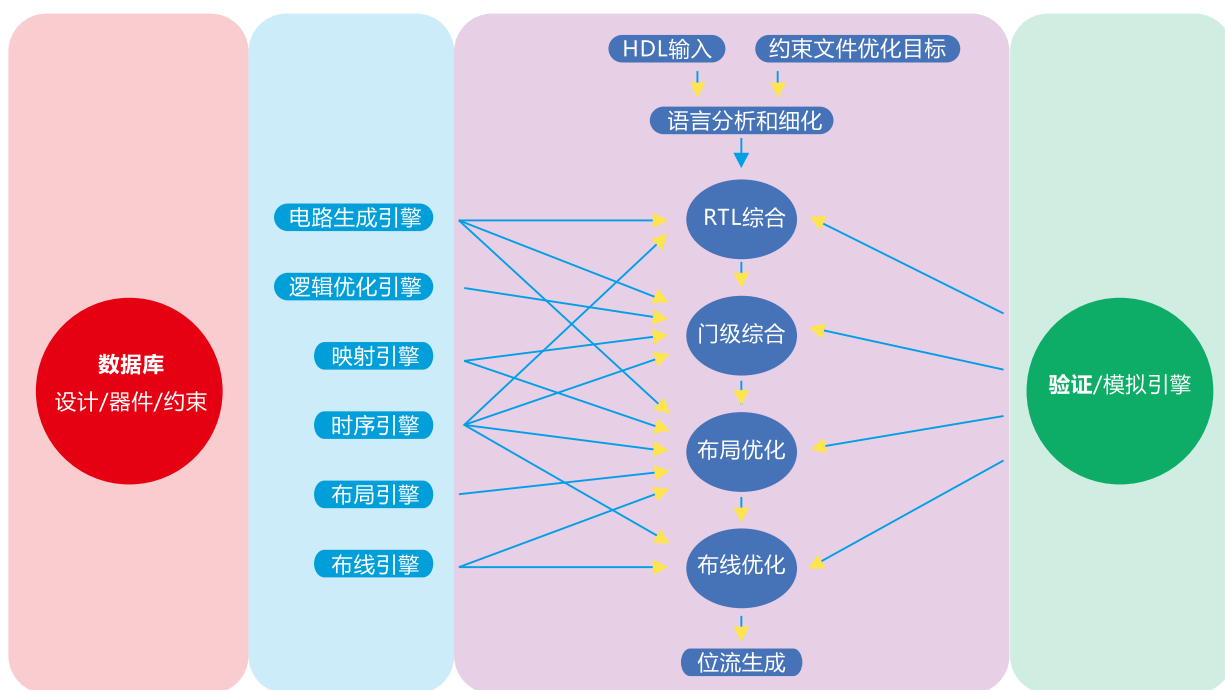 数据库
设计/器件/约束
电路生成引擎
逻辑优化引擎
映射引擎
时序引擎
布局引擎
布线引擎
HDL输入
约束文件优化目标
语言分析和细化
RTL综合
门级综合
布局优化
布线优化
位流生成
验证/模拟引擎